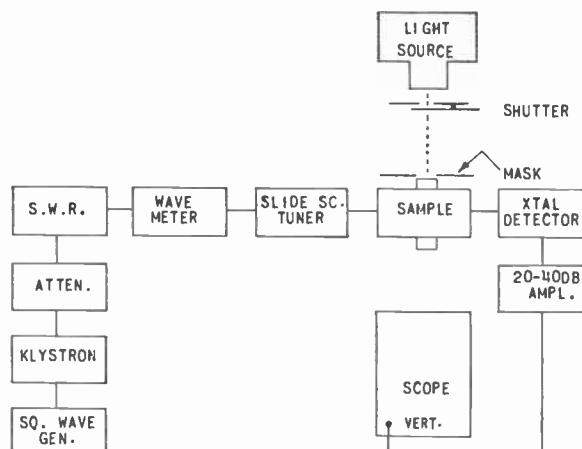 LIGHT
SOURCE
SHUTTER
MASK
S.W.R.
WAVE
METER
SLIDE SC.
TUNER
SAMPLE
XTAL
DETECTOR
ATTEN.
20-40DB
AMPL.
KLYSTRON
SCOPE
VERT.
SQ. WAVE
GEN.